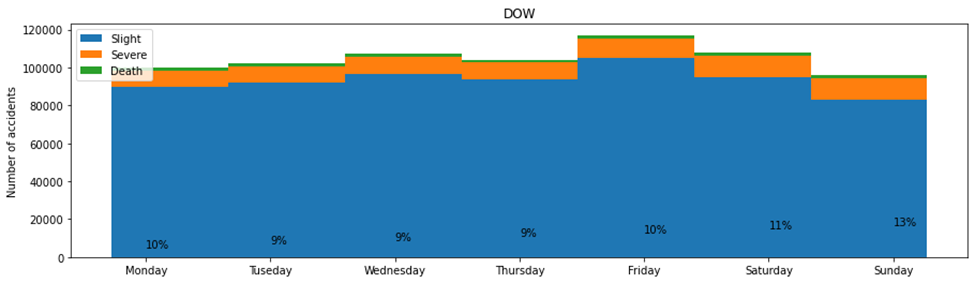 DOW
Number of accidents
120000
100000
80000
60000
40000
20000
0
Slight
Severe
Death
10%
9%
9%
9%
10%
11%
13%
Monday
Tuseday
Wednesday
Thursday
Friday
Saturday
Sunday